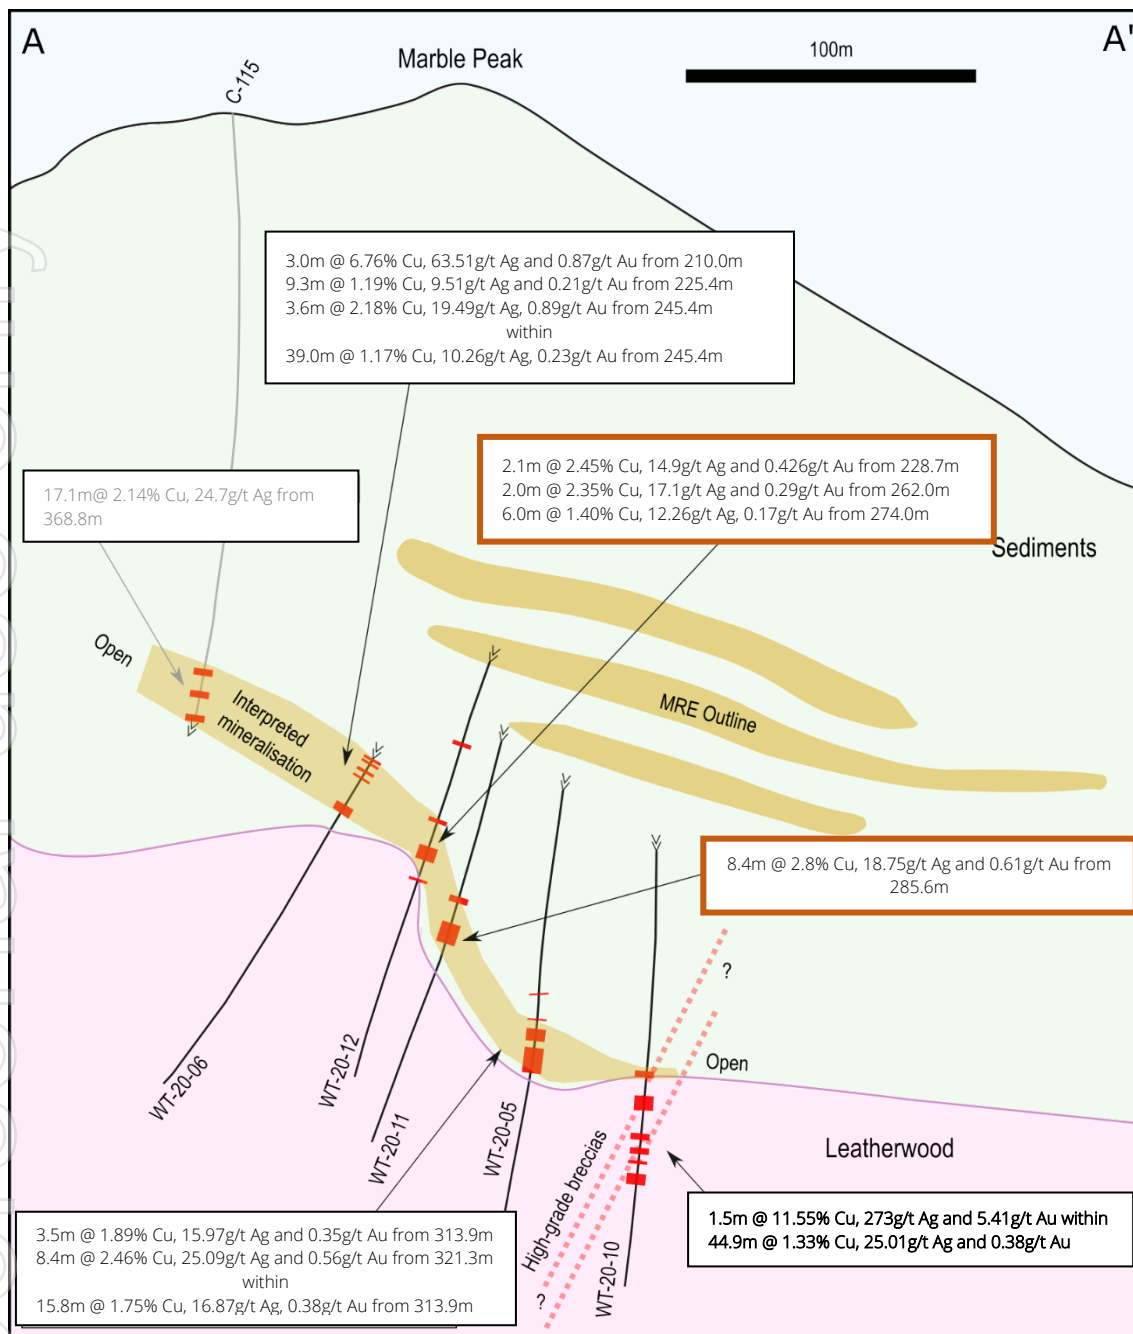 A
A'
Marble Peak
100m
C-115
3.0m @ 6.76% Cu, 63.51g/t Ag and 0.87g/t Au from 210.0m
9.3m @ 1.19% Cu, 9.51g/t Ag and 0.21g/t Au from 225.4m
3.6m @ 2.18% Cu, 19.49g/t Ag, 0.89g/t Au from 245.4m
within
39.0m @ 1.17% Cu, 10.26g/t Ag, 0.23g/t Au from 245.4m
2.1m @ 2.45% Cu, 14.9g/t Ag and 0.426g/t Au from 228.7m
2.0m @ 2.35% Cu, 17.1g/t Ag and 0.29g/t Au from 262.0m
6.0m @ 1.40% Cu, 12.26g/t Ag, 0.17g/t Au from 274.0m
17.1m@ 2.14% Cu, 24.7g/t Ag from
368.8m
Sediments
Open
Interpreted
mineralisation
MRE Outline
8.4m @ 2.8% Cu, 18.75g/t Ag and 0.61g/t Au from
285.6m
?
Open
WT-20-06
WT-20-12
WT-20-11
WT-20-05
High-grade breccias
WT-20-10
?
Leatherwood
1.5m @ 11.55% Cu, 273g/t Ag and 5.41g/t Au within
44.9m @ 1.33% Cu, 25.01g/t Ag and 0.38g/t Au
3.5m @ 1.89% Cu, 15.97g/t Ag and 0.35g/t Au from 313.9m
8.4m @ 2.46% Cu, 25.09g/t Ag and 0.56g/t Au from 321.3m
within
15.8m @ 1.75% Cu, 16.87g/t Ag, 0.38g/t Au from 313.9m